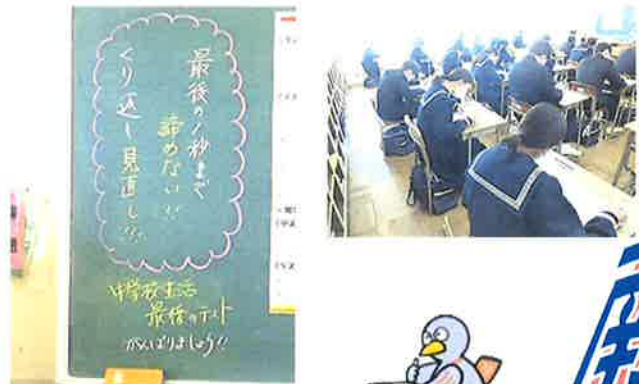 最後の1秒まで
諦めない!!
くり返し見直し!!!
中学校生活
最後のテスト
がんばりましょう!!